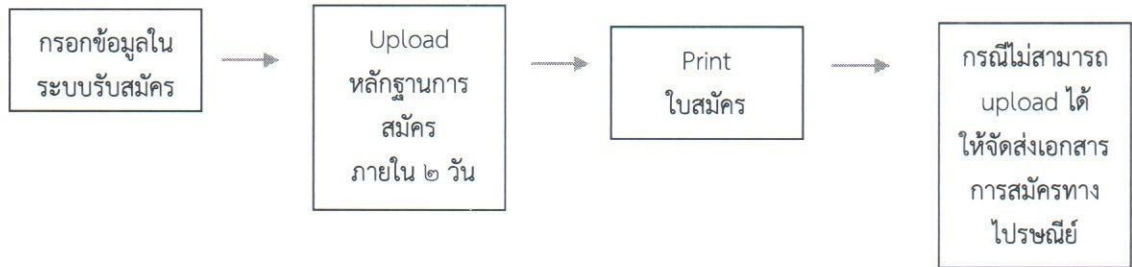 กรอกข้อมูลใน
ระบบรับสมัคร
Upload
หลักฐานการ
สมัคร
ภายใน ๒ วัน
Print
ใบสมัคร
กรณีไม่สามารถ
upload ได้
ให้จัดส่งเอกสาร
การสมัครทาง
ไปรษณีย์